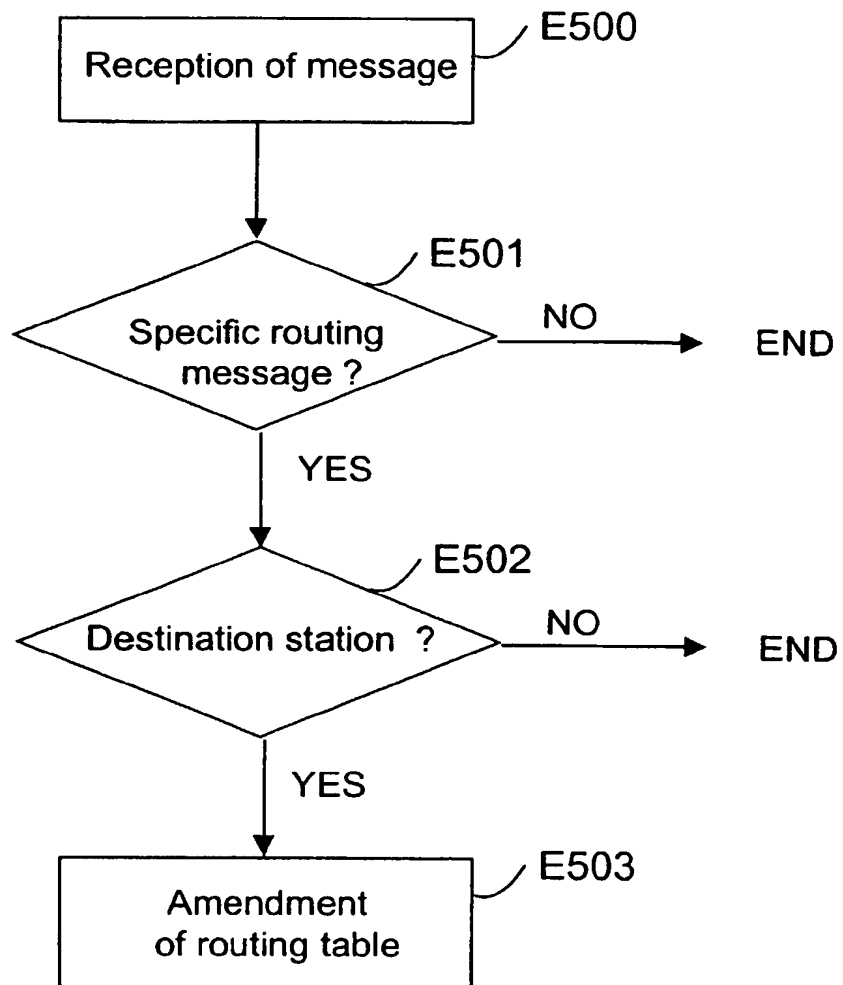 E500
Reception of message
E501
Specific routing
message ?
NO
END
YES
E502
Destination station ?
NO
END
YES
E503
Amendment
of routing table